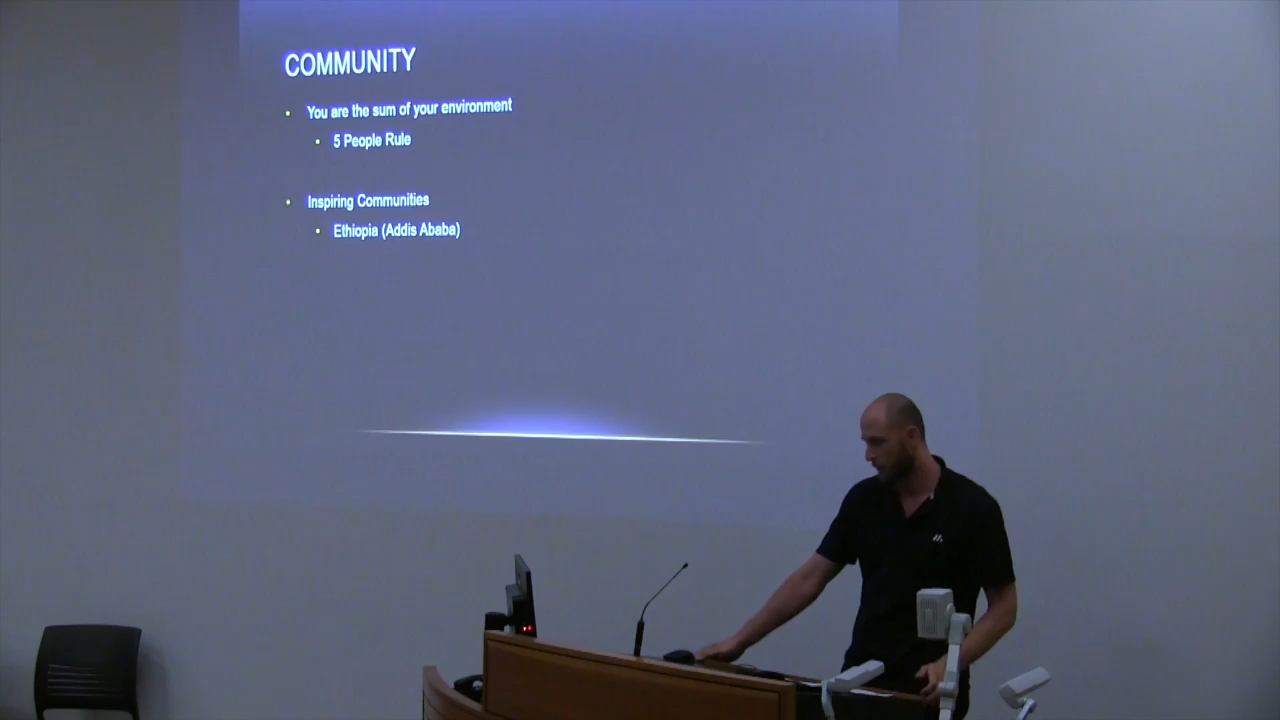 COMMUNITY
• You are the sum of your environment
• 5 People Rule
• Inspiring Communities
• Ethiopia (Addis Ababa)